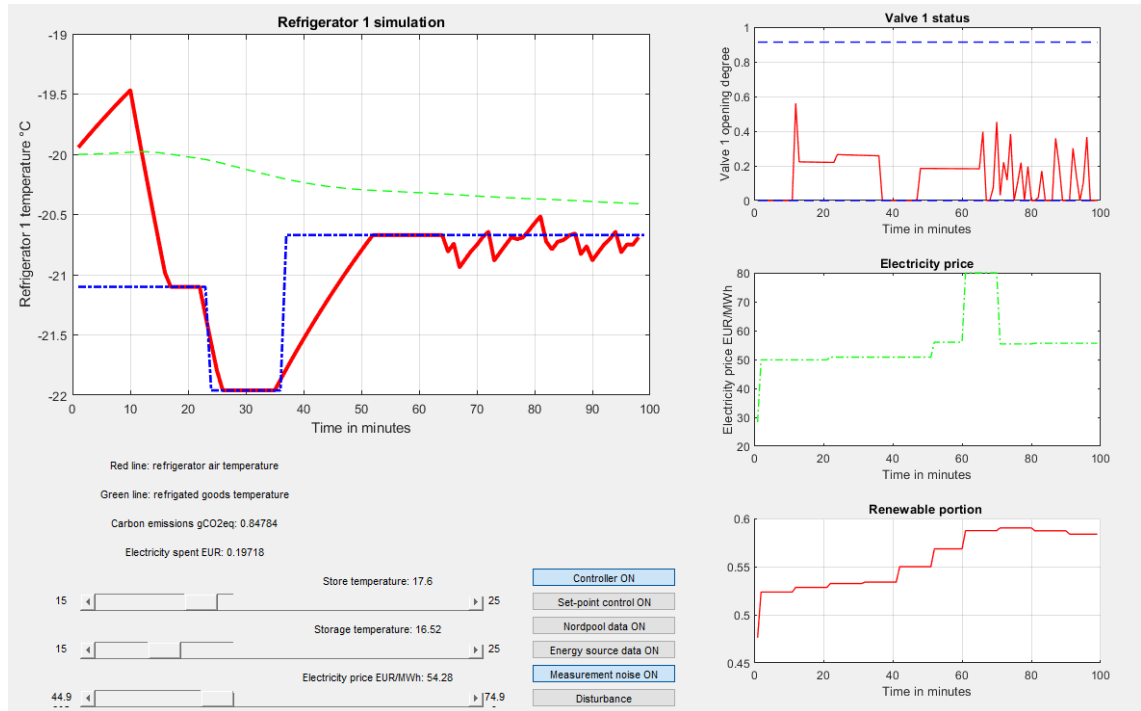 Refrigerator 1 simulation
Refrigerator 1 temperature °C
-19
-19.5
-20
-20.5
-21
-21.5
-22
0 10 20 30 40 50 60 70 80 90 100
Time in minutes
Valve 1 status
Valve 1 opening degree
1
0.8
0.6
0.4
0.2
0
0 20 40 60 80 100
Time in minutes
Electricity price
Electricity price EUR/MWh
80
70
60
50
40
30
20
0 20 40 60 80 100
Time in minutes
Renewable portion
0.6
0.55
0.5
0.45
0 20 40 60 80 100
Time in minutes
Red line: refrigerator air temperature
Green line: refrigated goods temperature
Carbon emissions gCO2eq: 0.84784
Electricity spent EUR: 0.19718
Store temperature: 17.6
15 25
Storage temperature: 16.52
15 25
Electricity price EUR/MWh: 54.28
44.9 74.9
Controller ON
Set-point control ON
Nordpool data ON
Energy source data ON
Measurement noise ON
Disturbance